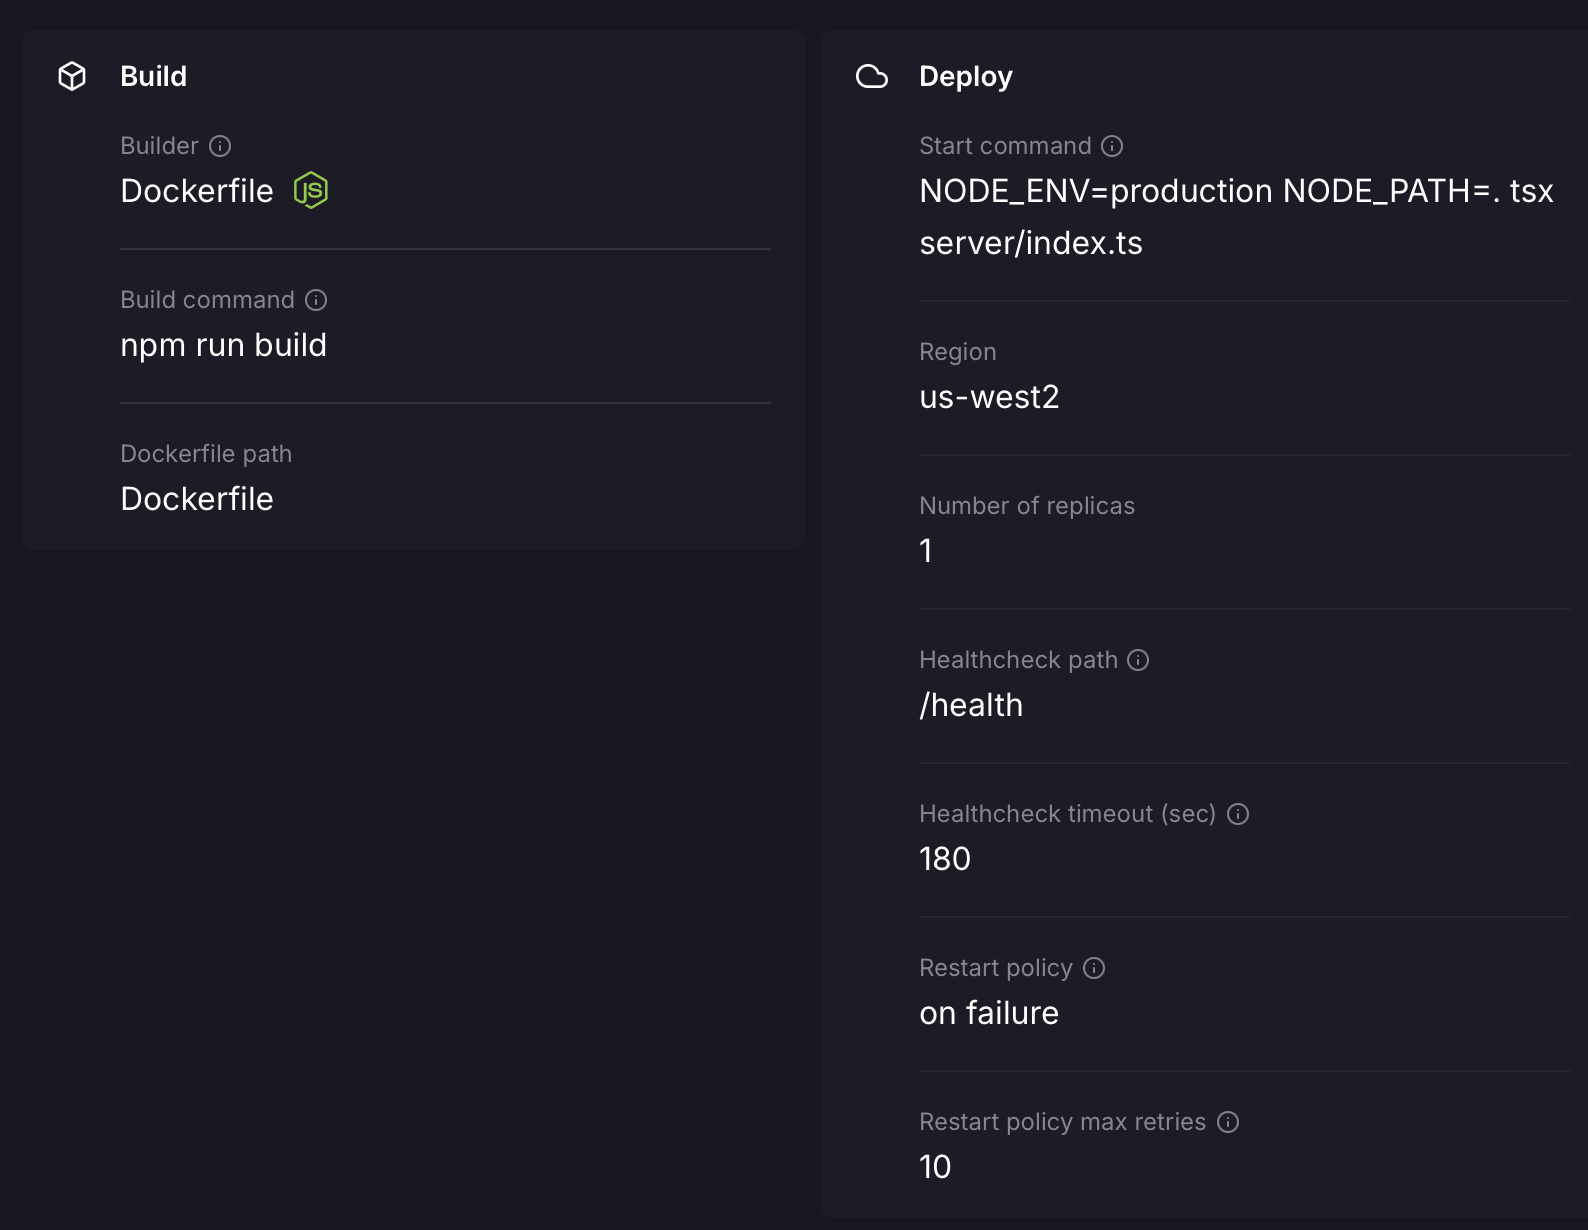 Build
Builder
Dockerfile
Build command
npm run build
Dockerfile path
Dockerfile
Deploy
Start command
NODE_ENV=production NODE_PATH=. tsx
server/index.ts
Region
us-west2
Number of replicas
1
Healthcheck path
/health
Healthcheck timeout (sec)
180
Restart policy
on failure
Restart policy max retries
10